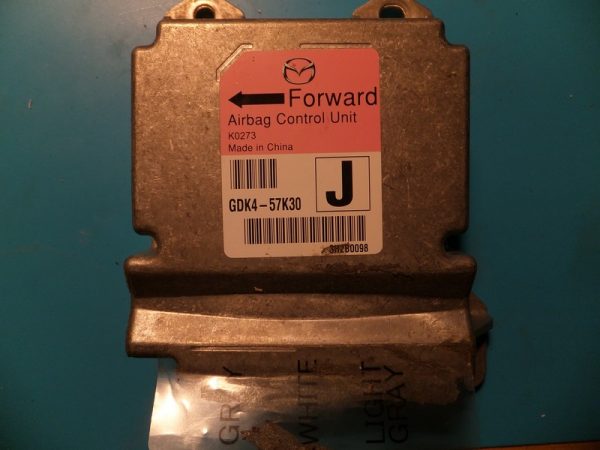 Forward
Airbag Control Unit
K0273
Made in China
GDK4-57K30
J
GRAY
WHITE
LIGHT
GRAY